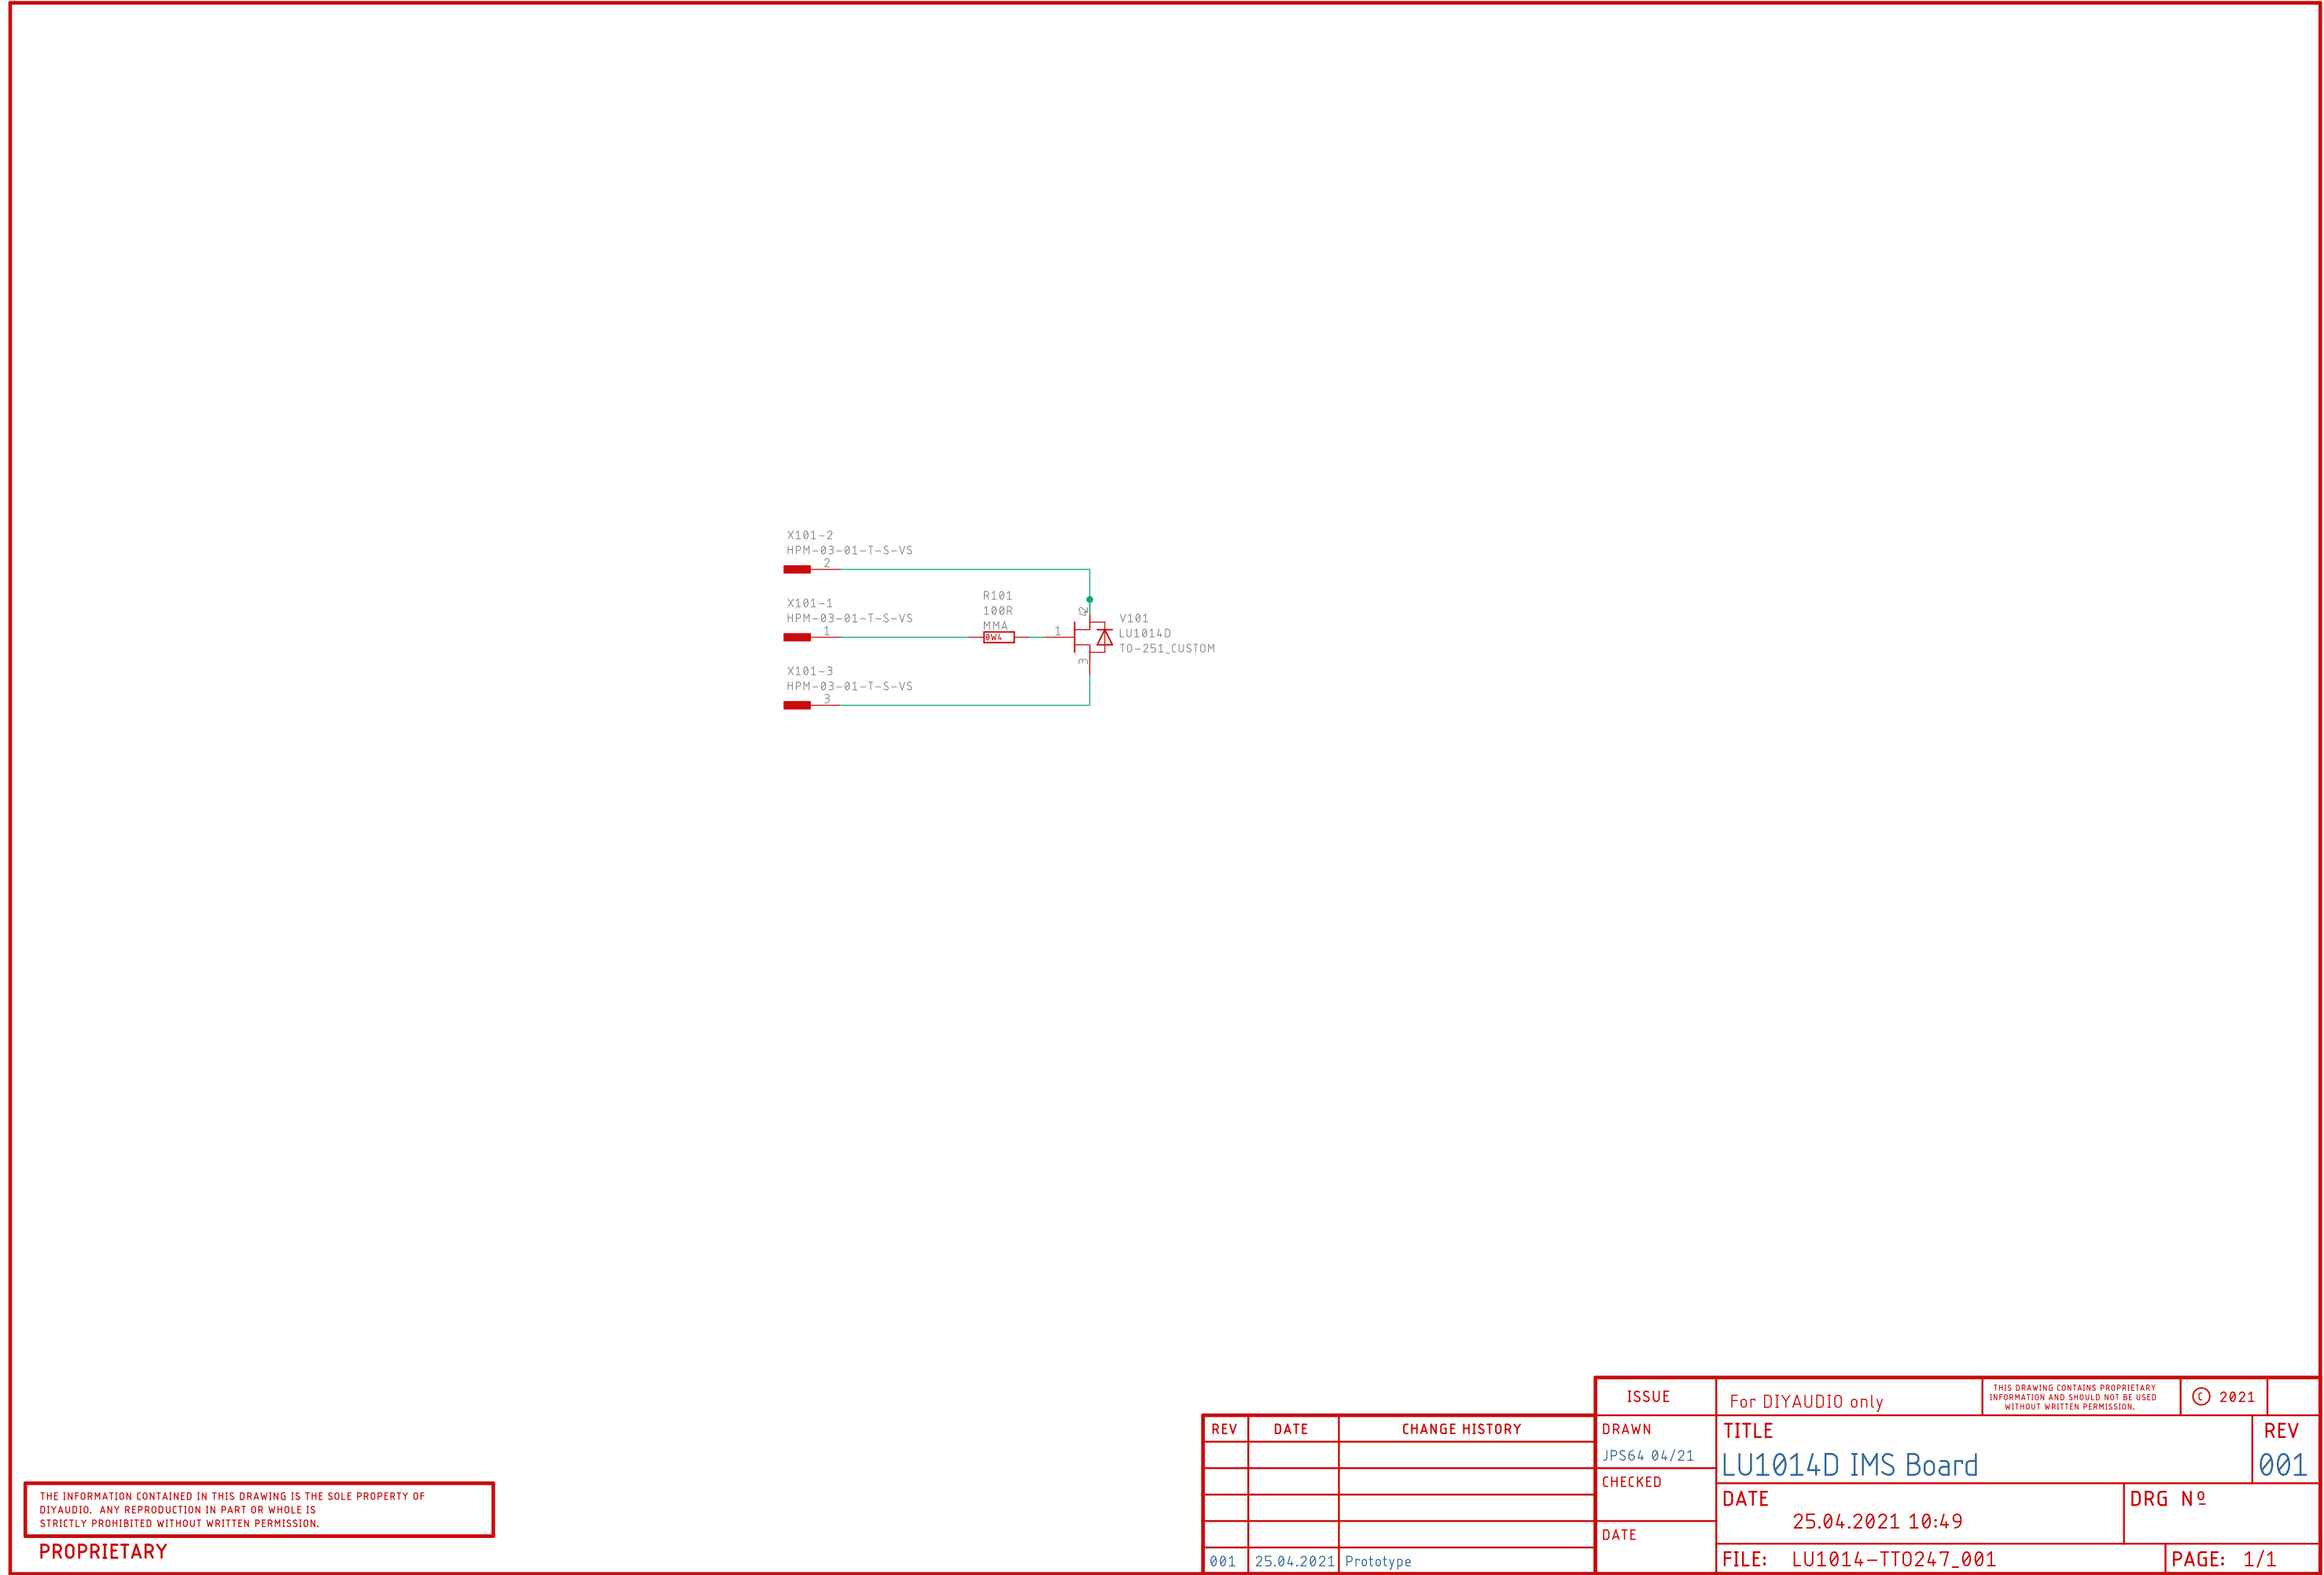 X101-2
HPM-03-01-T-S-VS
2
X101-1
HPM-03-01-T-S-VS
1
R101
100R
MMA
0W4
1
42
3
V101
LU1014D
TO-251_CUSTOM
X101-3
HPM-03-01-T-S-VS
3
ISSUE
For DIYAUDIO only
THIS DRAWING CONTAINS PROPRIETARY
INFORMATION AND SHOULD NOT BE USED
WITHOUT WRITTEN PERMISSION.
© 2021
REV DATE CHANGE HISTORY
001 25.04.2021 Prototype
DRAWN
JPS64 04/21
CHECKED
DATE
TITLE
LU1014D IMS Board
REV
001
DATE
25.04.2021 10:49
DRG Nº
FILE: LU1014-TTO247_001
PAGE: 1/1
THE INFORMATION CONTAINED IN THIS DRAWING IS THE SOLE PROPERTY OF
DIYAUDIO. ANY REPRODUCTION IN PART OR WHOLE IS
STRICTLY PROHIBITED WITHOUT WRITTEN PERMISSION.
PROPRIETARY